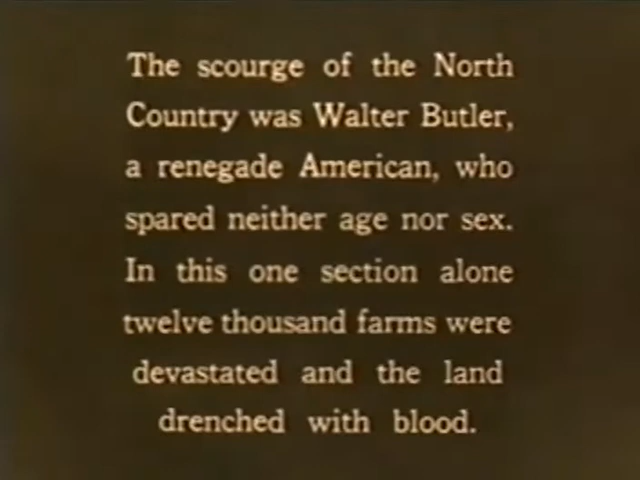 The scourge of the North
Country was Walter Butler,
a renegade American, who
spared neither age nor sex.
In this one section alone
twelve thousand farms were
devastated and the land
drenched with blood.